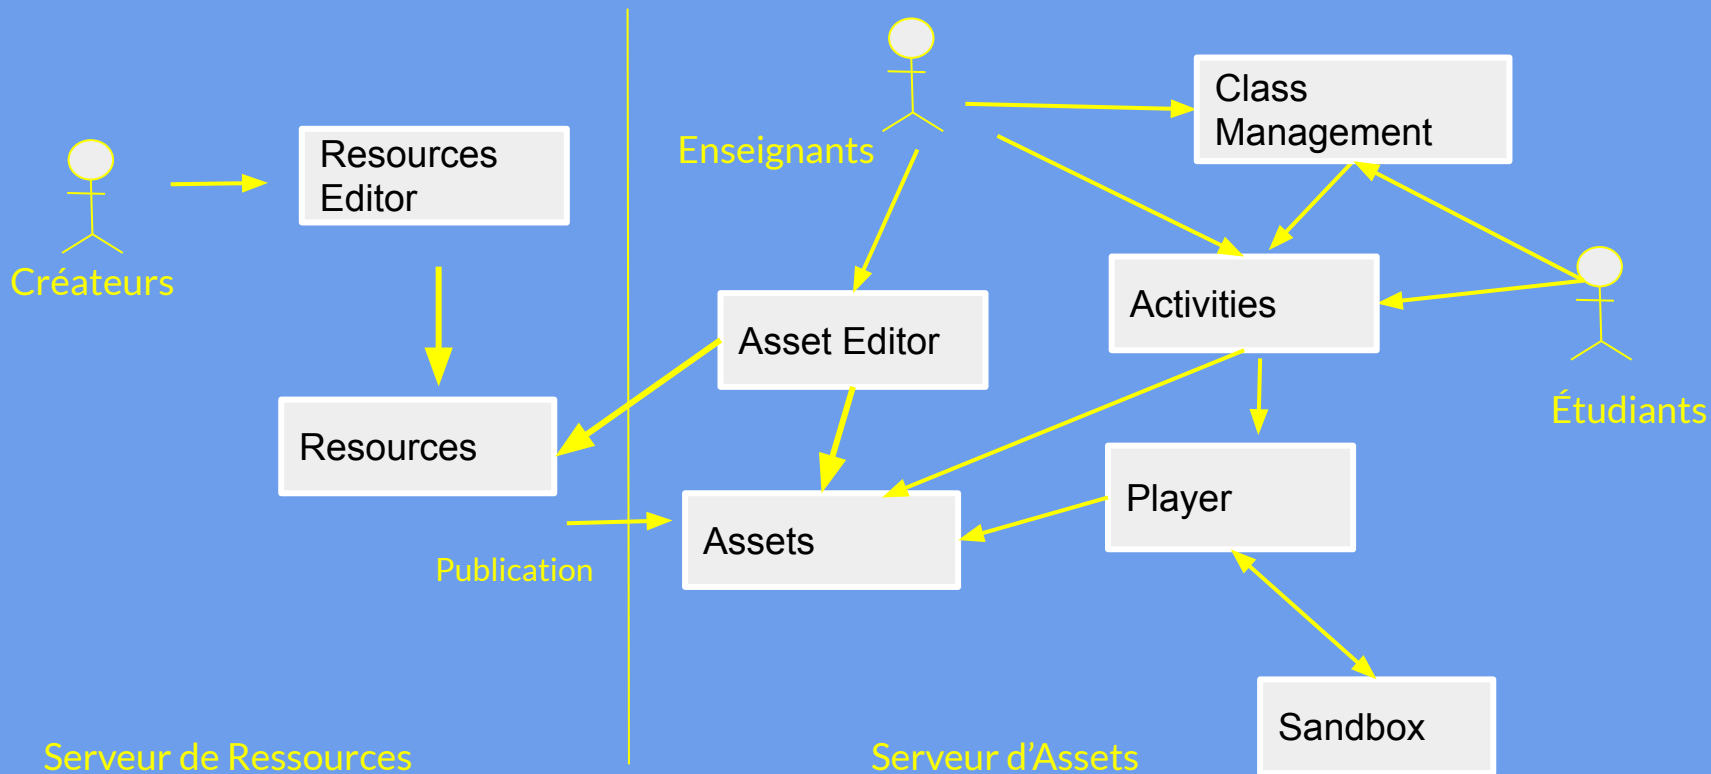 Class
Management
Enseignants
Resources
Editor
Créateurs
Activities
Asset Editor
Étudiants
Resources
Player
Assets
Publication
Sandbox
Serveur de Ressources
Serveur d'Assets